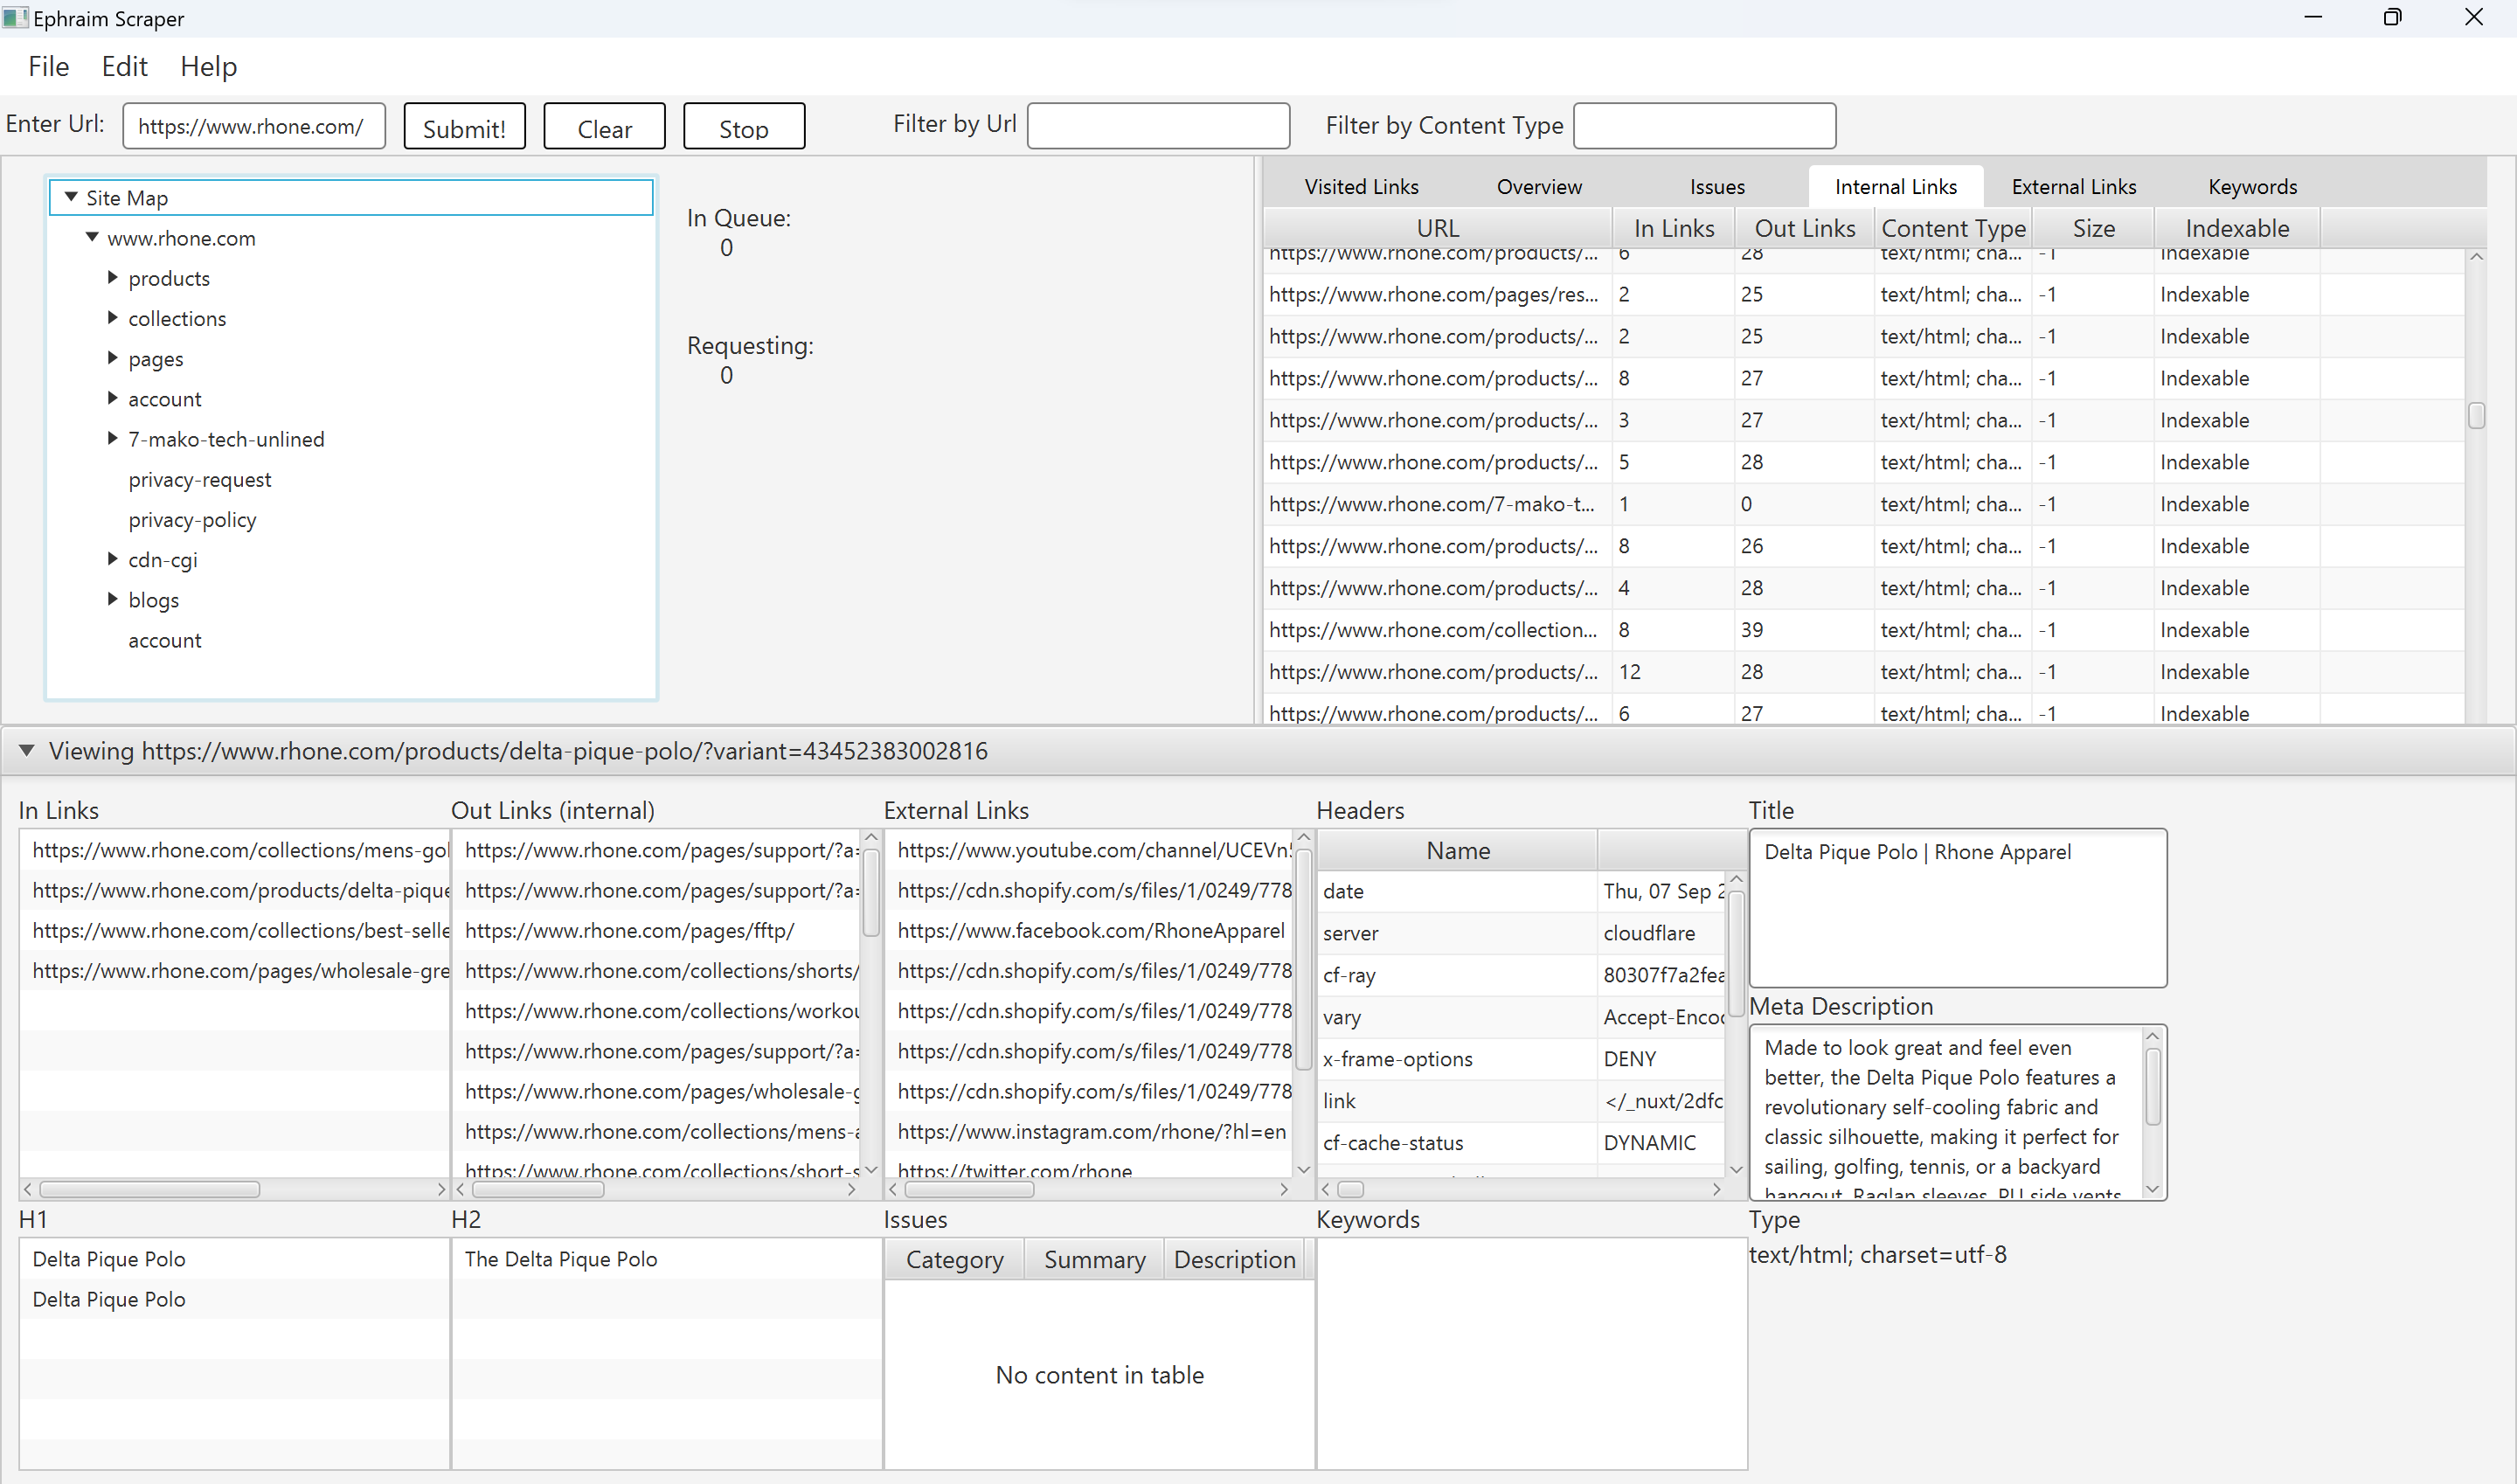 Ephraim Scraper
File Edit Help
Enter Url: https://www.rhone.com/ Submit! Clear Stop Filter by Url Filter by Content Type
Site Map
www.rhone.com
products
collections
pages
account
7-mako-tech-unlined
privacy-request
privacy-policy
cdn-cgi
blogs
account
In Queue:
0
Requesting:
0
Visited Links Overview Issues Internal Links External Links Keywords
URL In Links Out Links Content Type Size Indexable
https://www.rhone.com/products/... 6 28 text/html; cha... -1 Indexable
https://www.rhone.com/pages/res... 2 25 text/html; cha... -1 Indexable
https://www.rhone.com/products/... 2 25 text/html; cha... -1 Indexable
https://www.rhone.com/products/... 8 27 text/html; cha... -1 Indexable
https://www.rhone.com/products/... 3 27 text/html; cha... -1 Indexable
https://www.rhone.com/products/... 5 28 text/html; cha... -1 Indexable
https://www.rhone.com/7-mako-t... 1 0 text/html; cha... -1 Indexable
https://www.rhone.com/products/... 8 26 text/html; cha... -1 Indexable
https://www.rhone.com/products/... 4 28 text/html; cha... -1 Indexable
https://www.rhone.com/collection... 8 39 text/html; cha... -1 Indexable
https://www.rhone.com/products/... 12 28 text/html; cha... -1 Indexable
https://www.rhone.com/products/... 6 27 text/html; cha... -1 Indexable
Viewing https://www.rhone.com/products/delta-pique-polo/?variant=43452383002816
In Links
https://www.rhone.com/collections/mens-gol
https://www.rhone.com/products/delta-pique
https://www.rhone.com/collections/best-selle
https://www.rhone.com/pages/wholesale-gre
Out Links (internal)
https://www.rhone.com/pages/support/?a=
https://www.rhone.com/pages/support/?a=
https://www.rhone.com/pages/fftp/
https://www.rhone.com/collections/shorts/
https://www.rhone.com/collections/workou
https://www.rhone.com/pages/support/?a=
https://www.rhone.com/pages/wholesale-g
https://www.rhone.com/collections/mens-a
https://www.rhone.com/collections/short-s
External Links
https://www.youtube.com/channel/UCEVn5
https://cdn.shopify.com/s/files/1/0249/778
https://www.facebook.com/RhoneApparel
https://cdn.shopify.com/s/files/1/0249/778
https://cdn.shopify.com/s/files/1/0249/778
https://cdn.shopify.com/s/files/1/0249/778
https://cdn.shopify.com/s/files/1/0249/778
https://www.instagram.com/rhone/?hl=en
https://twitter.com/rhone
Headers
Name
date Thu, 07 Sep 2
server cloudflare
cf-ray 80307f7a2fea
vary Accept-Encod
x-frame-options DENY
link </_nuxt/2dfc
cf-cache-status DYNAMIC
Title
Delta Pique Polo | Rhone Apparel
Meta Description
Made to look great and feel even
better, the Delta Pique Polo features a
revolutionary self-cooling fabric and
classic silhouette, making it perfect for
sailing, golfing, tennis, or a backyard
hangout. Raglan sleeves, PU side vents
H1
Delta Pique Polo
Delta Pique Polo
H2
The Delta Pique Polo
Issues
Category Summary Description
No content in table
Keywords
Type
text/html; charset=utf-8